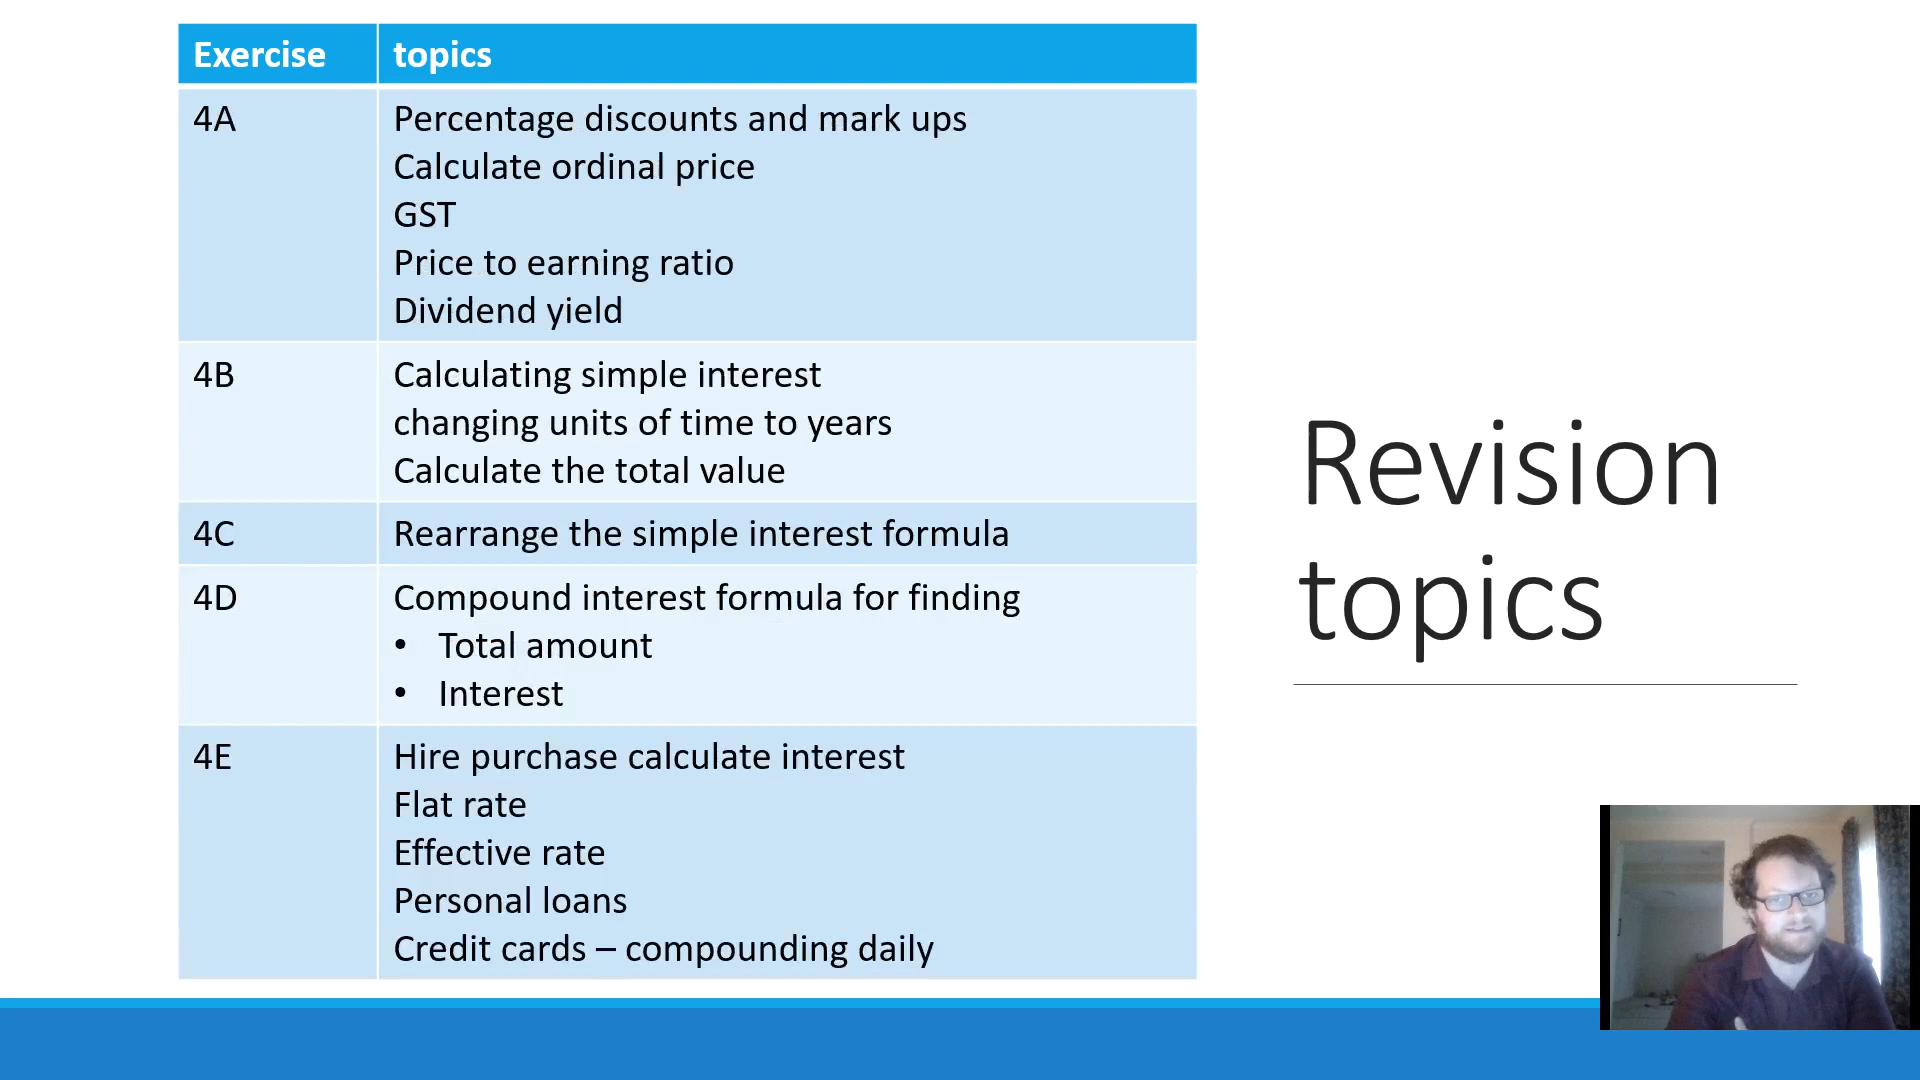 Exercise topics
4A Percentage discounts and mark ups
Calculate ordinal price
GST
Price to earning ratio
Dividend yield
4B Calculating simple interest
changing units of time to years
Calculate the total value
4C Rearrange the simple interest formula
4D Compound interest formula for finding
• Total amount
• Interest
4E Hire purchase calculate interest
Flat rate
Effective rate
Personal loans
Credit cards – compounding daily
Revision
topics